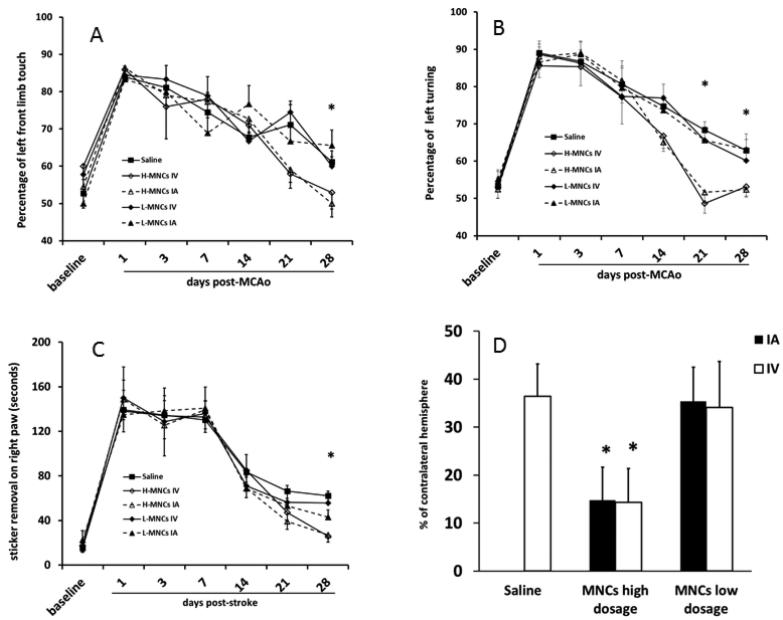 A
Percentage of left front limb touch
100
90
80
70
60
50
40
Saline
H-MNCs IV
H-MNCs IA
L-MNCs IV
L-MNCs IA
*
baseline 1 3 7 14 21 28
days post-MCAo
B
Percentage of left turning
100
90
80
70
60
50
40
Saline
H-MNCs IV
H-MNCs IA
L-MNCs IV
L-MNCs IA
* *
baseline 1 3 7 14 21 28
days post-MCAo
C
sticker removal on right paw (seconds)
200
160
120
80
40
0
Saline
H-MNCs IV
H-MNCs IA
L-MNCs IV
L-MNCs IA
*
baseline 1 3 7 14 21 28
days post-stroke
D
% of contralateral hemisphere
50
40
30
20
10
0
IA
IV
* *
Saline MNCs high MNCs low
dosage dosage